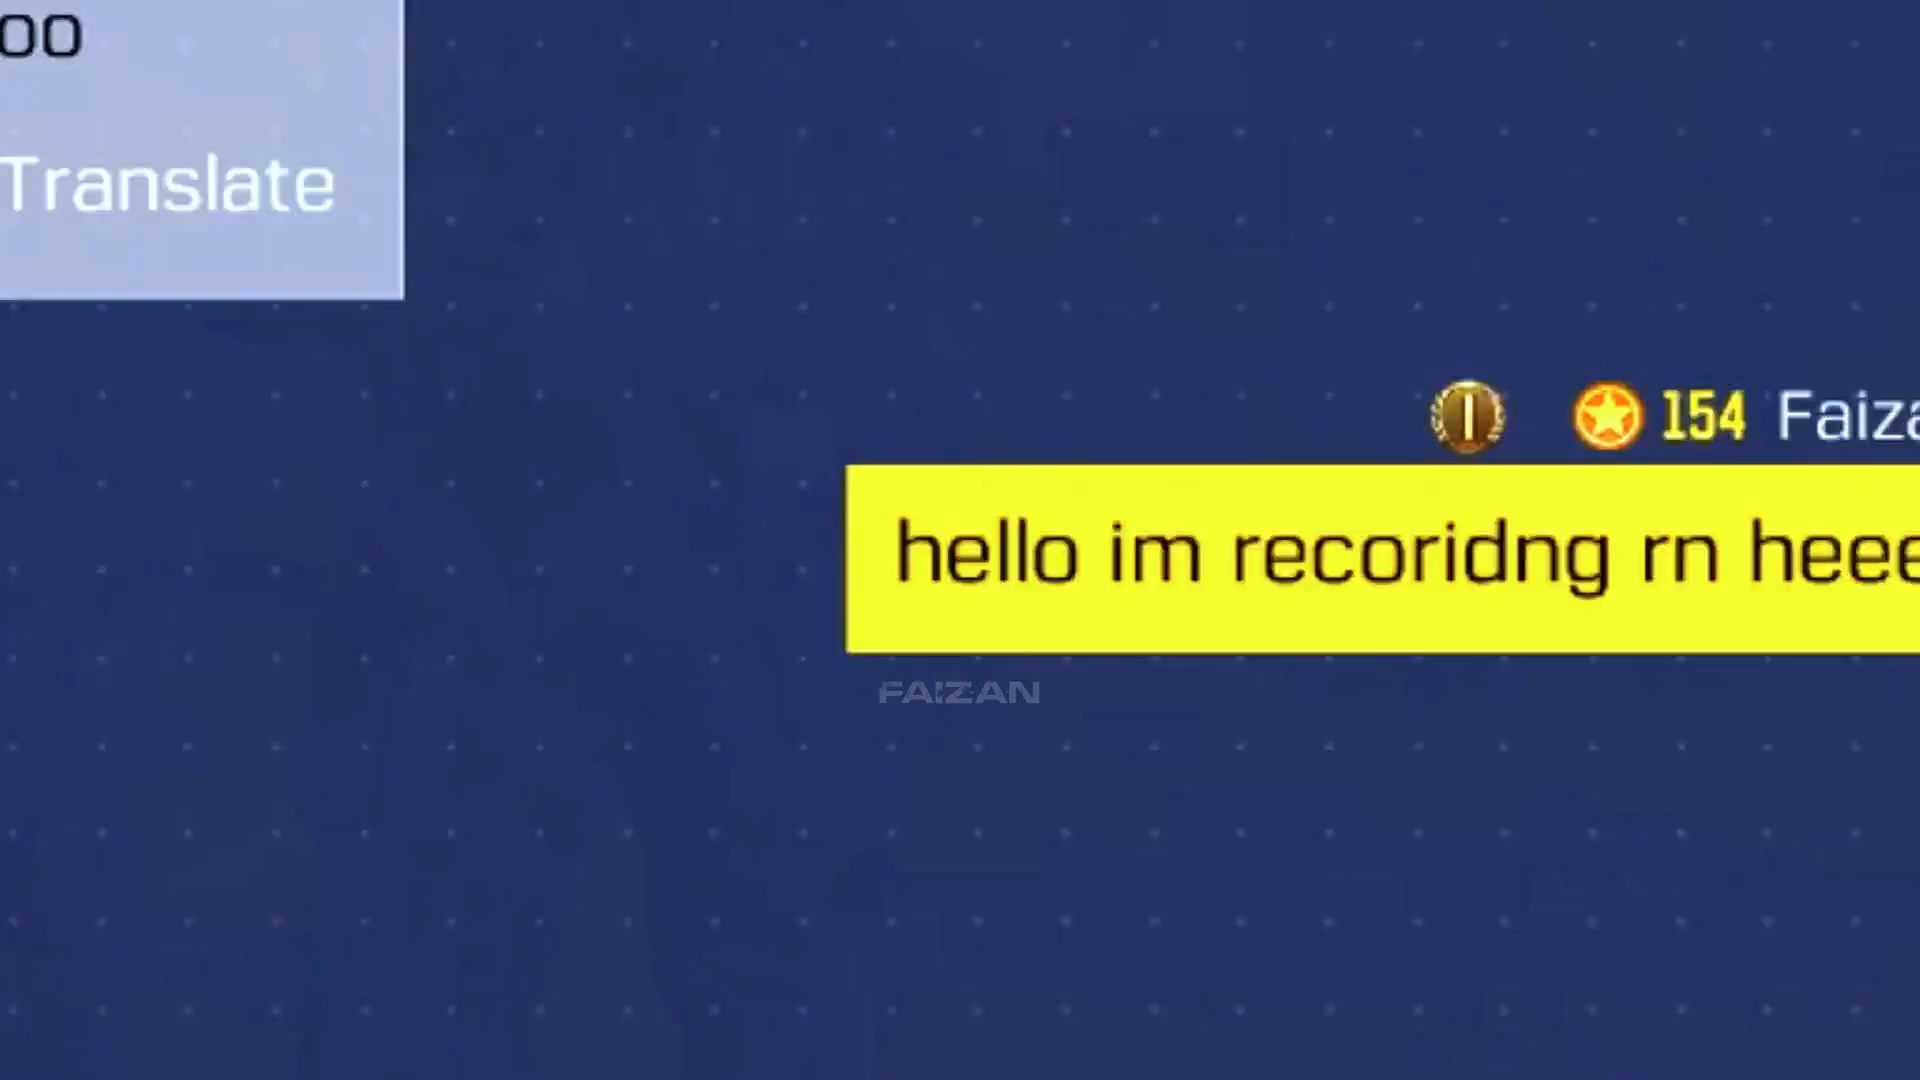 oo
Translate
154 Faiza
hello im recoridng rn heee
FAIZAN